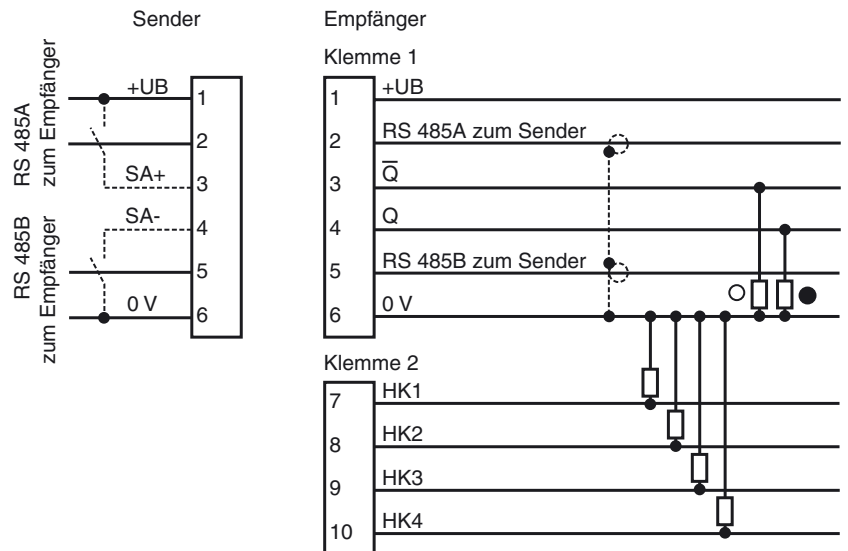 Sender
RS 485A
zum Empfänger
RS 485B
zum Empfänger
+UB
SA+
SA-
0 V
1
2
3
4
5
6
Empfänger
Klemme 1
1 +UB
2 RS 485A zum Sender
3 Q̅
4 Q
5 RS 485B zum Sender
6 0 V
Klemme 2
7 HK1
8 HK2
9 HK3
10 HK4